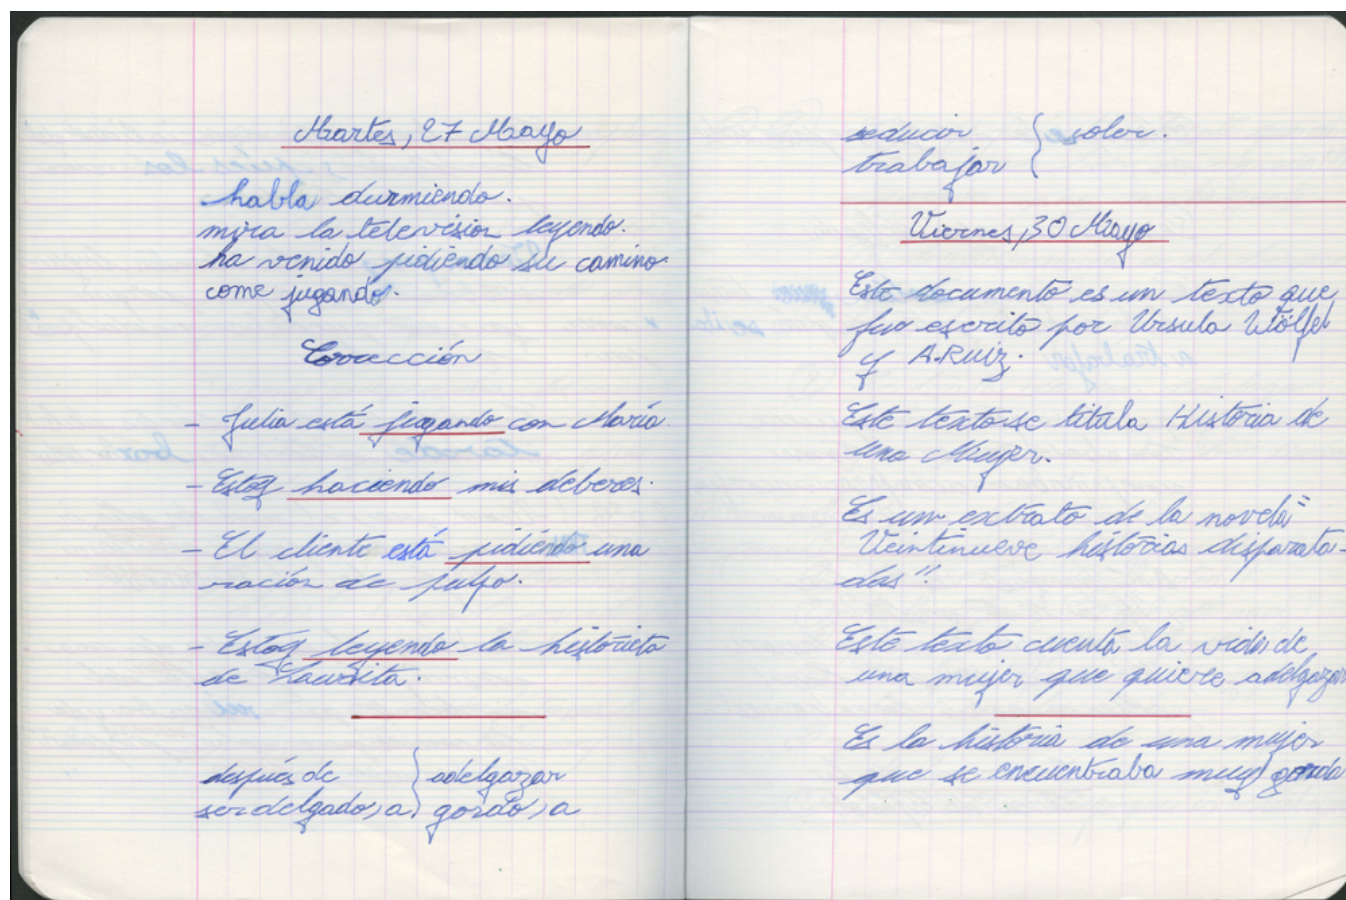 Martes, 27 Mayo
habla durmiendo.
mira la television leyendo.
ha venido pidiendo su camino.
come jugando.
Corrección
- Julia está jugando con María
- Estoy haciendo mis deberes.
- El cliente está pidiendo una
ración de pulpo.
- Estoy leyendo la historieta
de Laurita.
después de } adelgazar
ser delgado, a } gordo, a
seducir { soler.
trabajar
Viernes, 30 Mayo
Este documento es un texto que
fue escrito por Ursula Wölfel
y A. Ruiz.
Este texto se titula Historia de
una Mujer.
Es un extrato de la novela "
Veintinueve historias disparata-
das".
Este texto cuenta la vida de
una mujer que quiere adelgazar
Es la historia de una mujer
que se encuentraba muy gorda